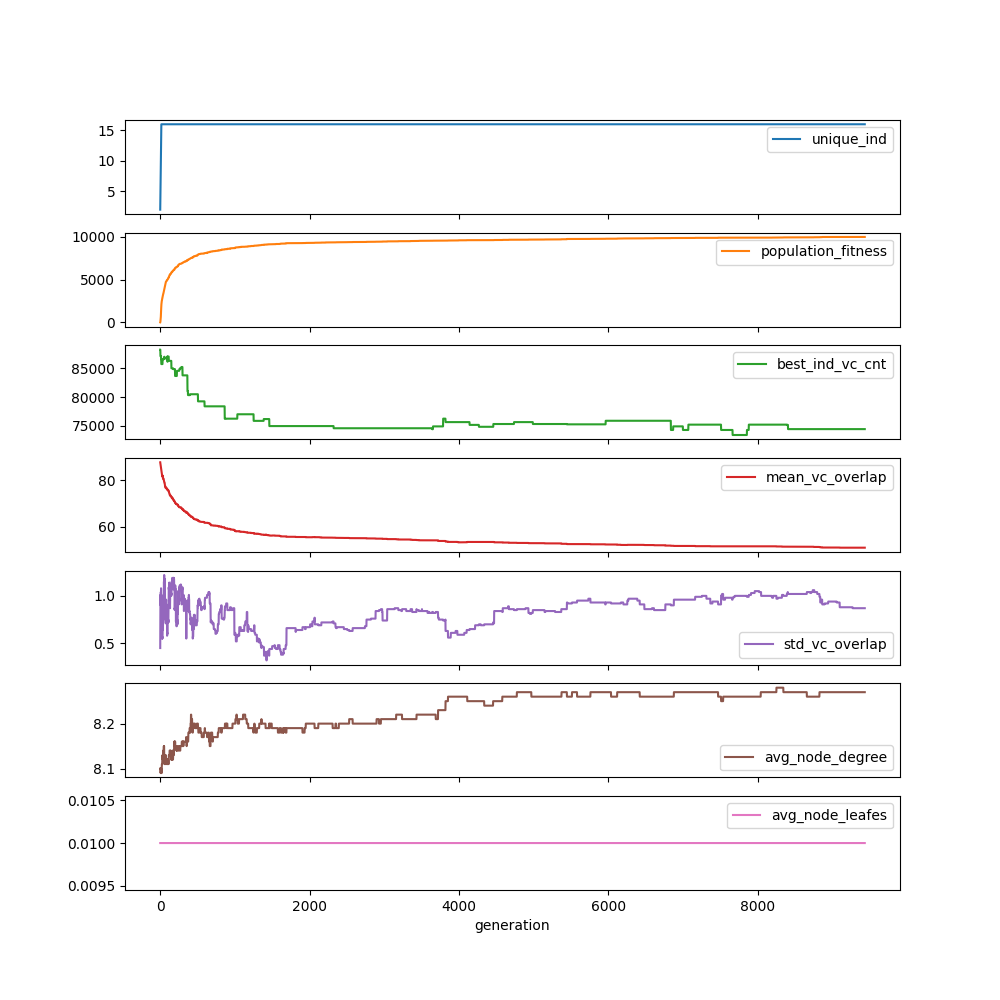 15
10
5
unique_ind
10000
5000
0
population_fitness
85000
80000
75000
best_ind_vc_cnt
80
60
mean_vc_overlap
1.0
0.5
std_vc_overlap
8.2
8.1
avg_node_degree
0.0105
0.0100
0.0095
avg_node_leafes
0 2000 4000 6000 8000
generation